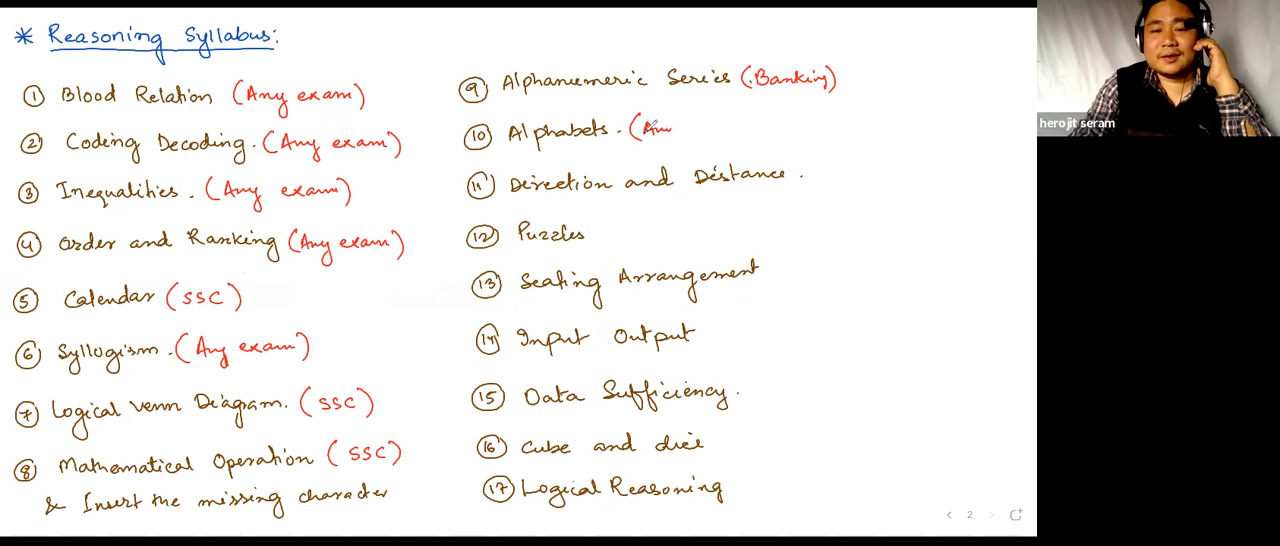 * Reasoning Syllabus:
① Blood Relation (Any exam)
② Coding Decoding. (Any exam)
③ Inequalities. (Any exam)
④ Order and Ranking (Any exam)
⑤ Calendar (SSC)
⑥ Syllogism. (Any exam)
⑦ Logical Venn Diagram. (SSC)
⑧ Mathematical Operation (SSC)
& Insert the missing character
⑨ Alphanumeric Series (Banking)
⑩ Alphabets. (An
⑪ Direction and Distance.
⑫ Puzzles
⑬ Seating Arrangement
⑭ Input Output
⑮ Data Sufficiency.
⑯ Cube and dice
⑰ Logical Reasoning
herojit seram
2